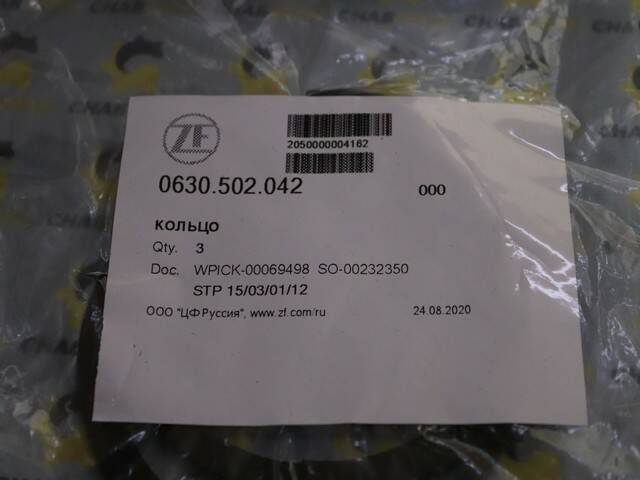 ZF
2050000004162
0630.502.042
000
кольцо
Qty. 3
Doc. WPICK-00069498 SO-00232350
STP 15/03/01/12
ООО "ЦФ Руссия", www.zf.com/ru
24.08.2020